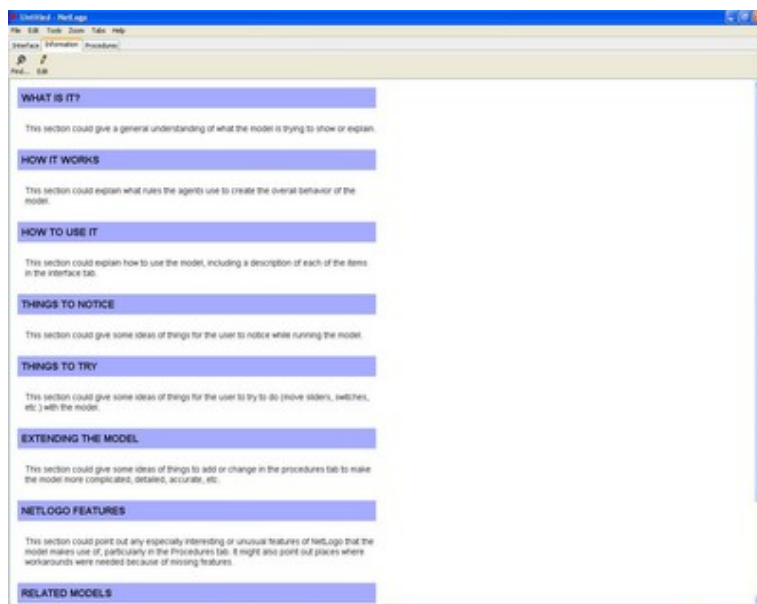 Untitled - NetLogo
File Edit Tools Zoom Tabs Help
Interface Information Procedures
Find... Edit
WHAT IS IT?
This section could give a general understanding of what the model is trying to show or explain.
HOW IT WORKS
This section could explain what rules the agents use to create the overall behavior of the
model.
HOW TO USE IT
This section could explain how to use the model, including a description of each of the items
in the interface tab.
THINGS TO NOTICE
This section could give some ideas of things for the user to notice while running the model.
THINGS TO TRY
This section could give some ideas of things for the user to try to do (move sliders, switches,
etc.) with the model.
EXTENDING THE MODEL
This section could give some ideas of things to add or change in the procedures tab to make
the model more complicated, detailed, accurate, etc.
NETLOGO FEATURES
This section could point out any especially interesting or unusual features of NetLogo that the
model makes use of, particularly in the Procedures tab. It might also point out places where
workarounds were needed because of missing features.
RELATED MODELS